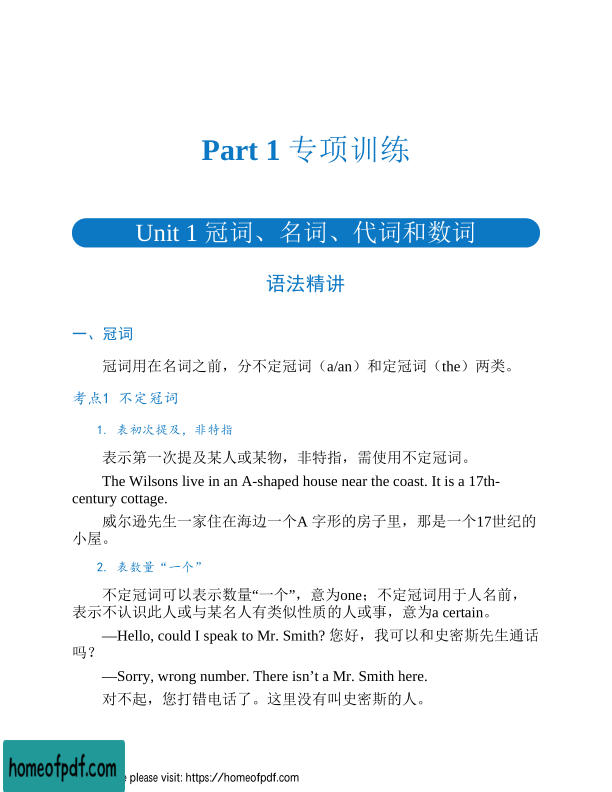 Part 1 专项训练
Unit 1 冠词、名词、代词和数词
语法精讲
一、冠词
冠词用在名词之前，分不定冠词（a/an）和定冠词（the）两类。
考点1 不定冠词
1. 表初次提及，非特指
表示第一次提及某人或某物，非特指，需使用不定冠词。
The Wilsons live in an A-shaped house near the coast. It is a 17th-
century cottage.
威尔逊先生一家住在海边一个A 字形的房子里，那是一个17世纪的
小屋。
2. 表数量“一个”
不定冠词可以表示数量“一个”，意为one；不定冠词用于人名前，
表示不认识此人或与某名人有类似性质的人或事，意为a certain。
—Hello, could I speak to Mr. Smith? 您好，我可以和史密斯先生通话
吗？
—Sorry, wrong number. There isn’t a Mr. Smith here.
对不起，您打错电话了。这里没有叫史密斯的人。
homeofpdf.com
please visit: https://homeofpdf.com